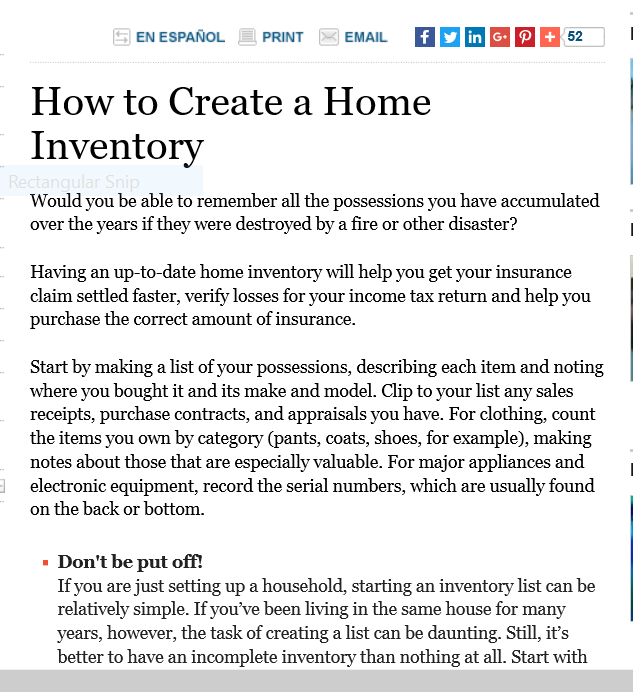 EN ESPAÑOL PRINT EMAIL f in G+ + 52
How to Create a Home
Inventory
Rectangular Snip
Would you be able to remember all the possessions you have accumulated
over the years if they were destroyed by a fire or other disaster?
Having an up-to-date home inventory will help you get your insurance
claim settled faster, verify losses for your income tax return and help you
purchase the correct amount of insurance.
Start by making a list of your possessions, describing each item and noting
where you bought it and its make and model. Clip to your list any sales
receipts, purchase contracts, and appraisals you have. For clothing, count
the items you own by category (pants, coats, shoes, for example), making
notes about those that are especially valuable. For major appliances and
electronic equipment, record the serial numbers, which are usually found
on the back or bottom.
Don't be put off!
If you are just setting up a household, starting an inventory list can be
relatively simple. If you’ve been living in the same house for many
years, however, the task of creating a list can be daunting. Still, it’s
better to have an incomplete inventory than nothing at all. Start with